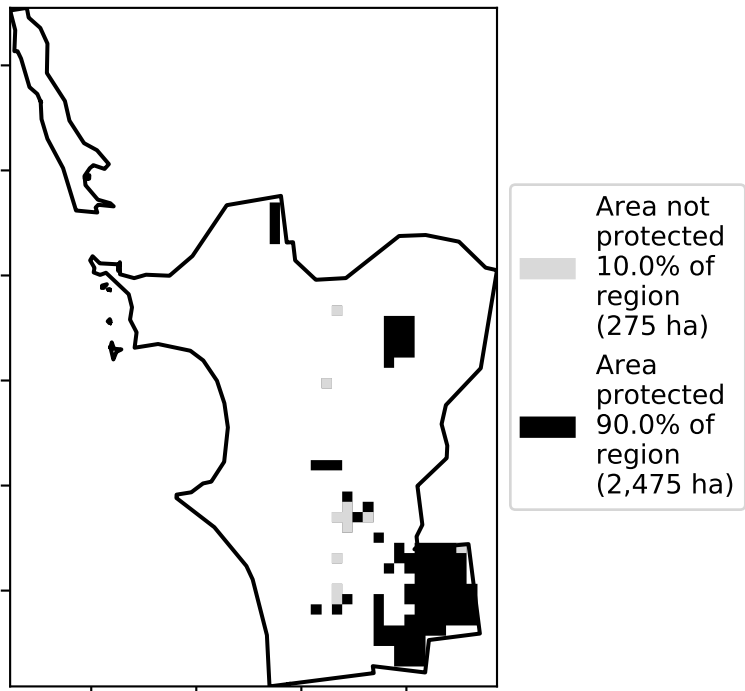 Area not
protected
10.0% of
region
(275 ha)
Area
protected
90.0% of
region
(2,475 ha)